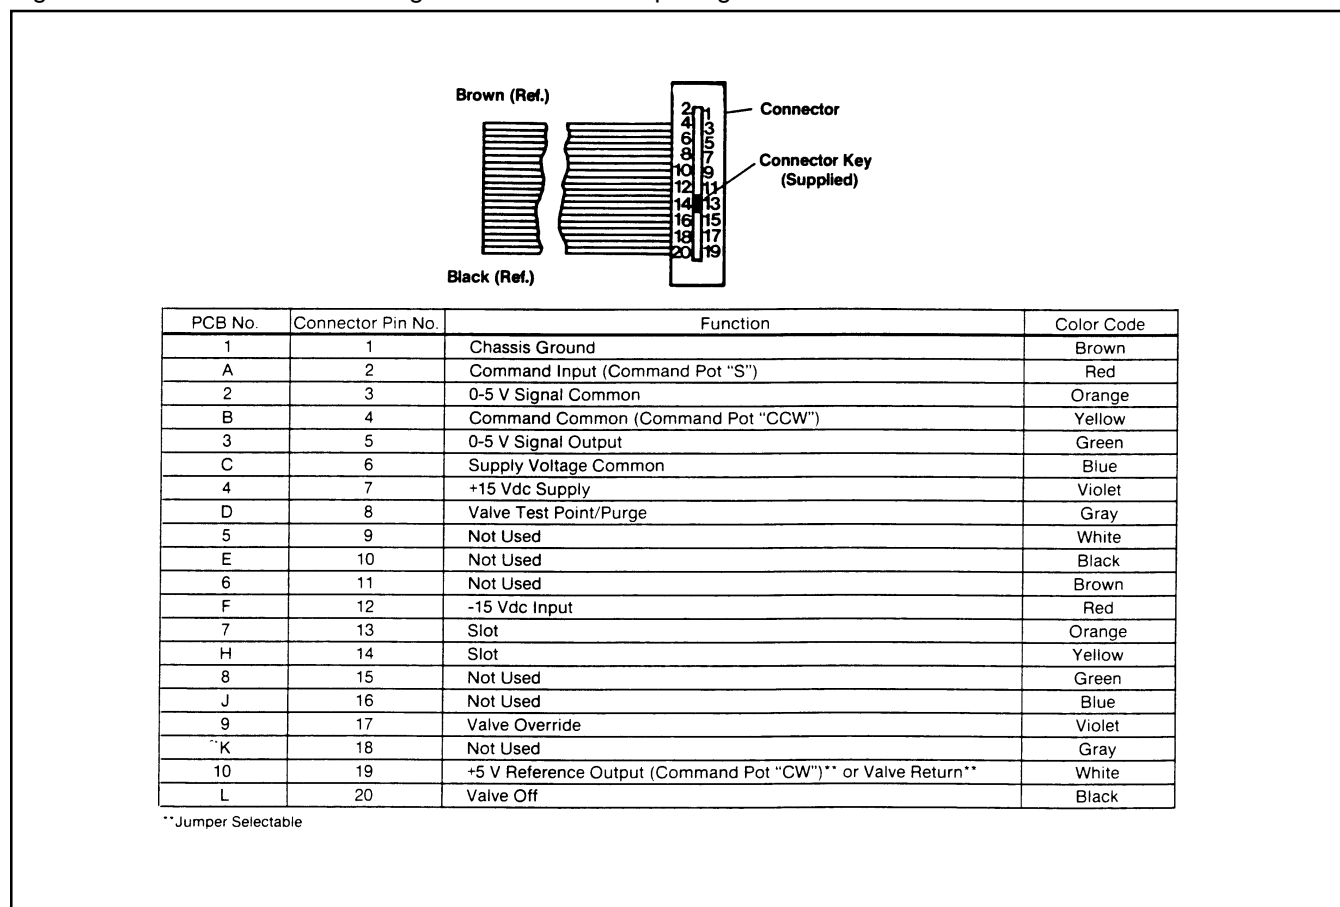 Brown (Ref.)
2 1
4 3
6 5
8 7
10 9
12 11
14 13
16 15
18 17
20 19
Connector
Connector Key
(Supplied)
Black (Ref.)
PCB No. Connector Pin No. Function Color Code
1 1 Chassis Ground Brown
A 2 Command Input (Command Pot "S") Red
2 3 0-5 V Signal Common Orange
B 4 Command Common (Command Pot "CCW") Yellow
3 5 0-5 V Signal Output Green
C 6 Supply Voltage Common Blue
4 7 +15 Vdc Supply Violet
D 8 Valve Test Point/Purge Gray
5 9 Not Used White
E 10 Not Used Black
6 11 Not Used Brown
F 12 -15 Vdc Input Red
7 13 Slot Orange
H 14 Slot Yellow
8 15 Not Used Green
J 16 Not Used Blue
9 17 Valve Override Violet
K 18 Not Used Gray
10 19 +5 V Reference Output (Command Pot "CW")** or Valve Return** White
L 20 Valve Off Black
**Jumper Selectable